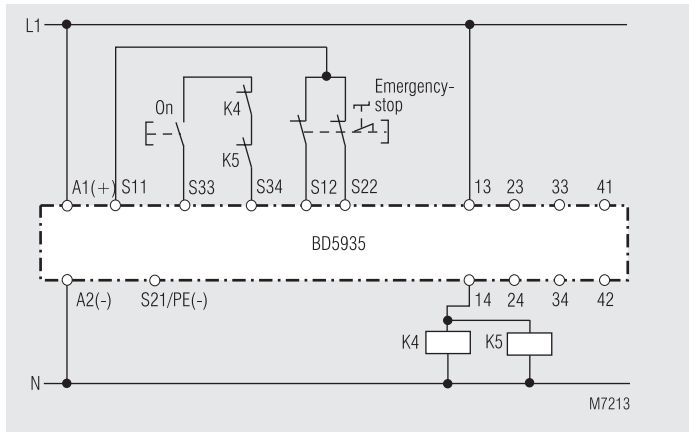 L1
Emergency-
stop
On
K4
K5
A1(+) S11 S33 S34 S12 S22 13 23 33 41
BD5935
A2(-) S21/PE(-) 14 24 34 42
K4 K5
N
M7213